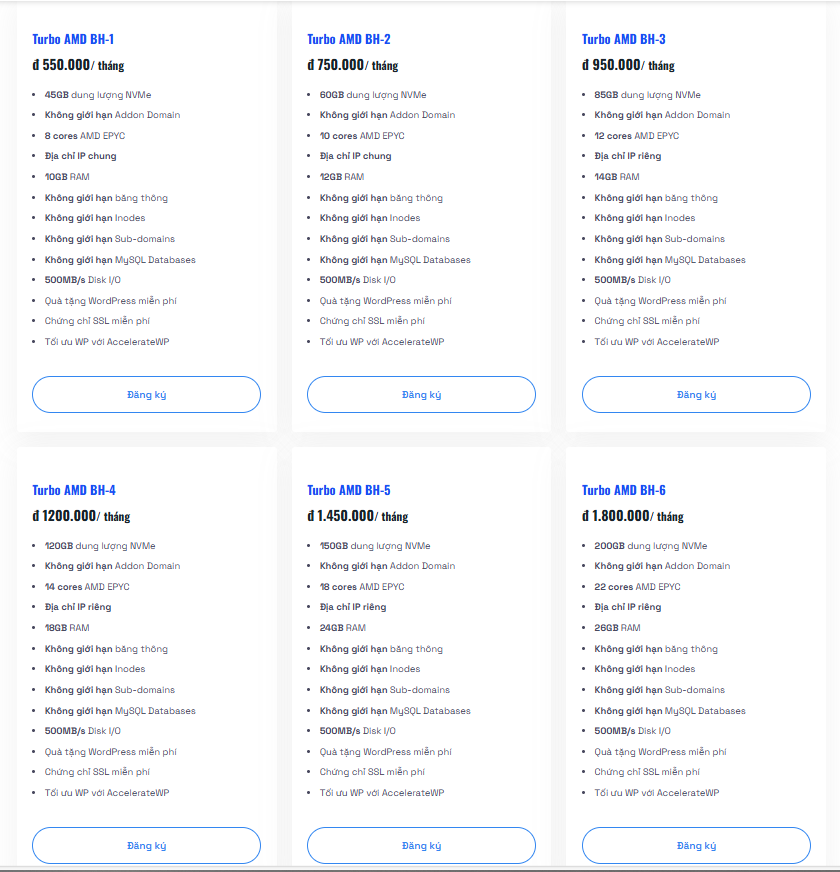 Turbo AMD BH-1
đ 550.000/ tháng
45GB dung lượng NVMe
Không giới hạn Addon Domain
8 cores AMD EPYC
Địa chỉ IP chung
10GB RAM
Không giới hạn băng thông
Không giới hạn Inodes
Không giới hạn Sub-domains
Không giới hạn MySQL Databases
500MB/s Disk I/O
Quà tặng WordPress miễn phí
Chứng chỉ SSL miễn phí
Tối ưu WP với AccelerateWP
Đăng ký
Turbo AMD BH-2
đ 750.000/ tháng
60GB dung lượng NVMe
Không giới hạn Addon Domain
10 cores AMD EPYC
Địa chỉ IP chung
12GB RAM
Không giới hạn băng thông
Không giới hạn Inodes
Không giới hạn Sub-domains
Không giới hạn MySQL Databases
500MB/s Disk I/O
Quà tặng WordPress miễn phí
Chứng chỉ SSL miễn phí
Tối ưu WP với AccelerateWP
Đăng ký
Turbo AMD BH-3
đ 950.000/ tháng
85GB dung lượng NVMe
Không giới hạn Addon Domain
12 cores AMD EPYC
Địa chỉ IP riêng
14GB RAM
Không giới hạn băng thông
Không giới hạn Inodes
Không giới hạn Sub-domains
Không giới hạn MySQL Databases
500MB/s Disk I/O
Quà tặng WordPress miễn phí
Chứng chỉ SSL miễn phí
Tối ưu WP với AccelerateWP
Đăng ký
Turbo AMD BH-4
đ 1200.000/ tháng
120GB dung lượng NVMe
Không giới hạn Addon Domain
14 cores AMD EPYC
Địa chỉ IP riêng
18GB RAM
Không giới hạn băng thông
Không giới hạn Inodes
Không giới hạn Sub-domains
Không giới hạn MySQL Databases
500MB/s Disk I/O
Quà tặng WordPress miễn phí
Chứng chỉ SSL miễn phí
Tối ưu WP với AccelerateWP
Đăng ký
Turbo AMD BH-5
đ 1.450.000/ tháng
150GB dung lượng NVMe
Không giới hạn Addon Domain
18 cores AMD EPYC
Địa chỉ IP riêng
24GB RAM
Không giới hạn băng thông
Không giới hạn Inodes
Không giới hạn Sub-domains
Không giới hạn MySQL Databases
500MB/s Disk I/O
Quà tặng WordPress miễn phí
Chứng chỉ SSL miễn phí
Tối ưu WP với AccelerateWP
Đăng ký
Turbo AMD BH-6
đ 1.800.000/ tháng
200GB dung lượng NVMe
Không giới hạn Addon Domain
22 cores AMD EPYC
Địa chỉ IP riêng
26GB RAM
Không giới hạn băng thông
Không giới hạn Inodes
Không giới hạn Sub-domains
Không giới hạn MySQL Databases
500MB/s Disk I/O
Quà tặng WordPress miễn phí
Chứng chỉ SSL miễn phí
Tối ưu WP với AccelerateWP
Đăng ký